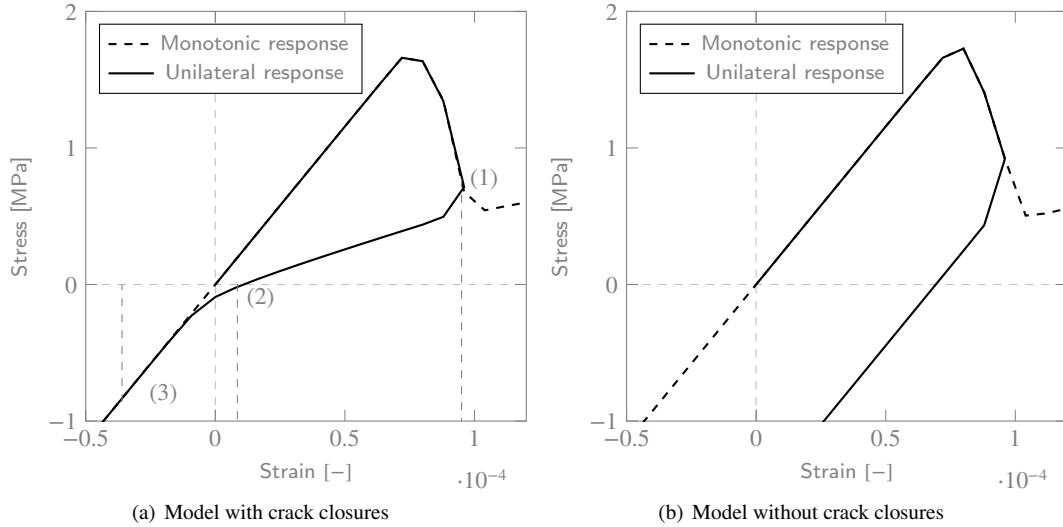 2
1
0
−1
Stress [MPa]
Monotonic response
Unilateral response
(1)
(2)
(3)
−0.5
0
0.5
1
Strain [−]
·10−4
(a) Model with crack closures
2
1
0
−1
Stress [MPa]
Monotonic response
Unilateral response
−0.5
0
0.5
1
Strain [−]
·10−4
(b) Model without crack closures